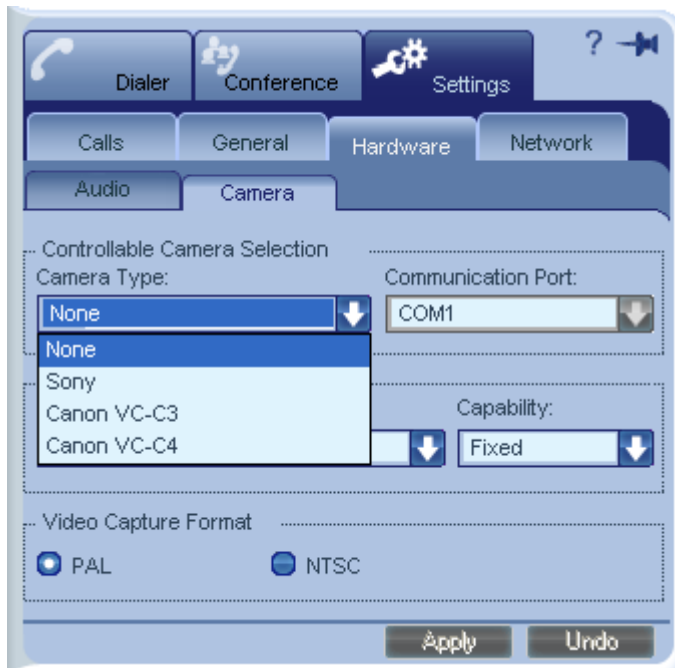 ?
Dialer
Conference
Settings
Calls
General
Hardware
Network
Audio
Camera
Controllable Camera Selection
Camera Type:
Communication Port:
None
COM1
None
Sony
Canon VC-C3
Canon VC-C4
Capability:
Fixed
Video Capture Format
PAL
NTSC
Apply
Undo